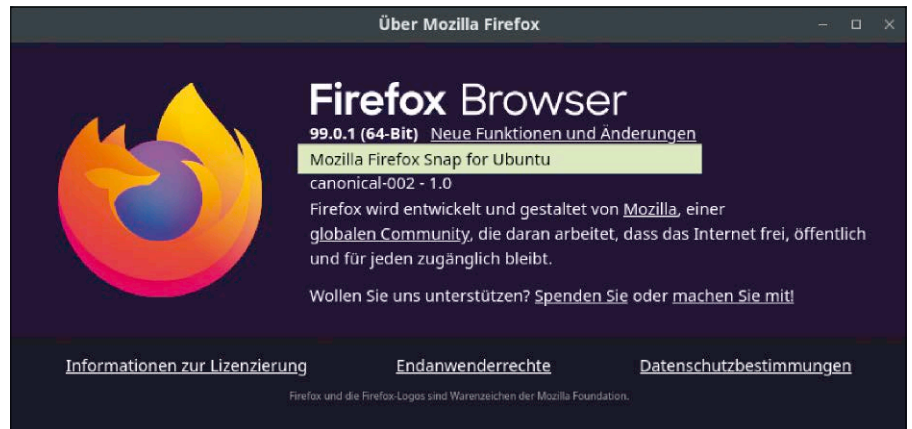 Über Mozilla Firefox
Firefox Browser
99.0.1 (64-Bit) Neue Funktionen und Änderungen
Mozilla Firefox Snap for Ubuntu
canonical-002 - 1.0
Firefox wird entwickelt und gestaltet von Mozilla, einer
globalen Community, die daran arbeitet, dass das Internet frei, öffentlich
und für jeden zugänglich bleibt.
Wollen Sie uns unterstützen? Spenden Sie oder machen Sie mit!
Informationen zur Lizenzierung Endanwenderrechte Datenschutzbestimmungen
Firefox und die Firefox-Logos sind Warenzeichen der Mozilla Foundation.